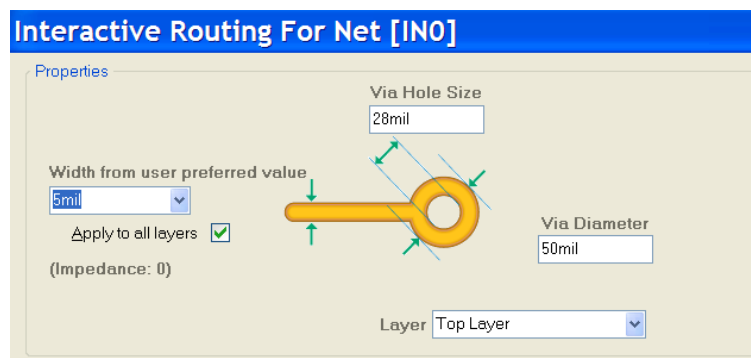 Interactive Routing For Net [IN0]
Properties
Via Hole Size
28mil
Width from user preferred value
5mil
Apply to all layers
(Impedance: 0)
Via Diameter
50mil
Layer Top Layer